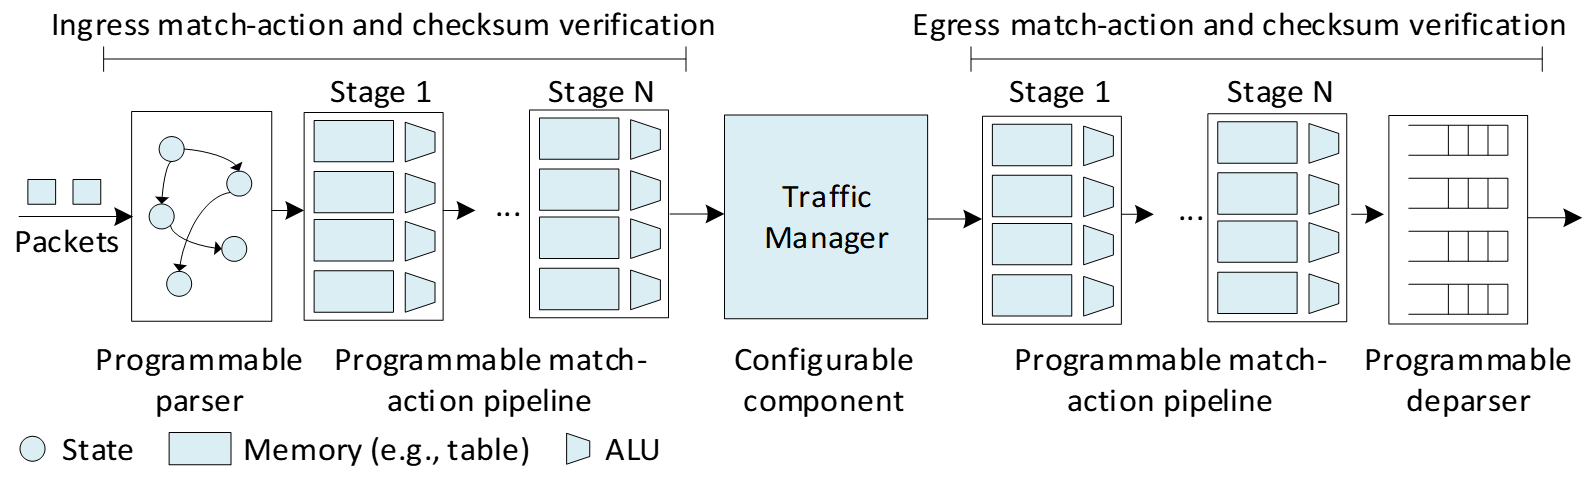 Ingress match-action and checksum verification
Egress match-action and checksum verification
Stage 1
Stage N
Stage 1
Stage N
Packets
...
Traffic
Manager
...
Programmable
parser
Programmable match-
action pipeline
Configurable
component
Programmable match-
action pipeline
Programmable
deparser
State
Memory (e.g., table)
ALU